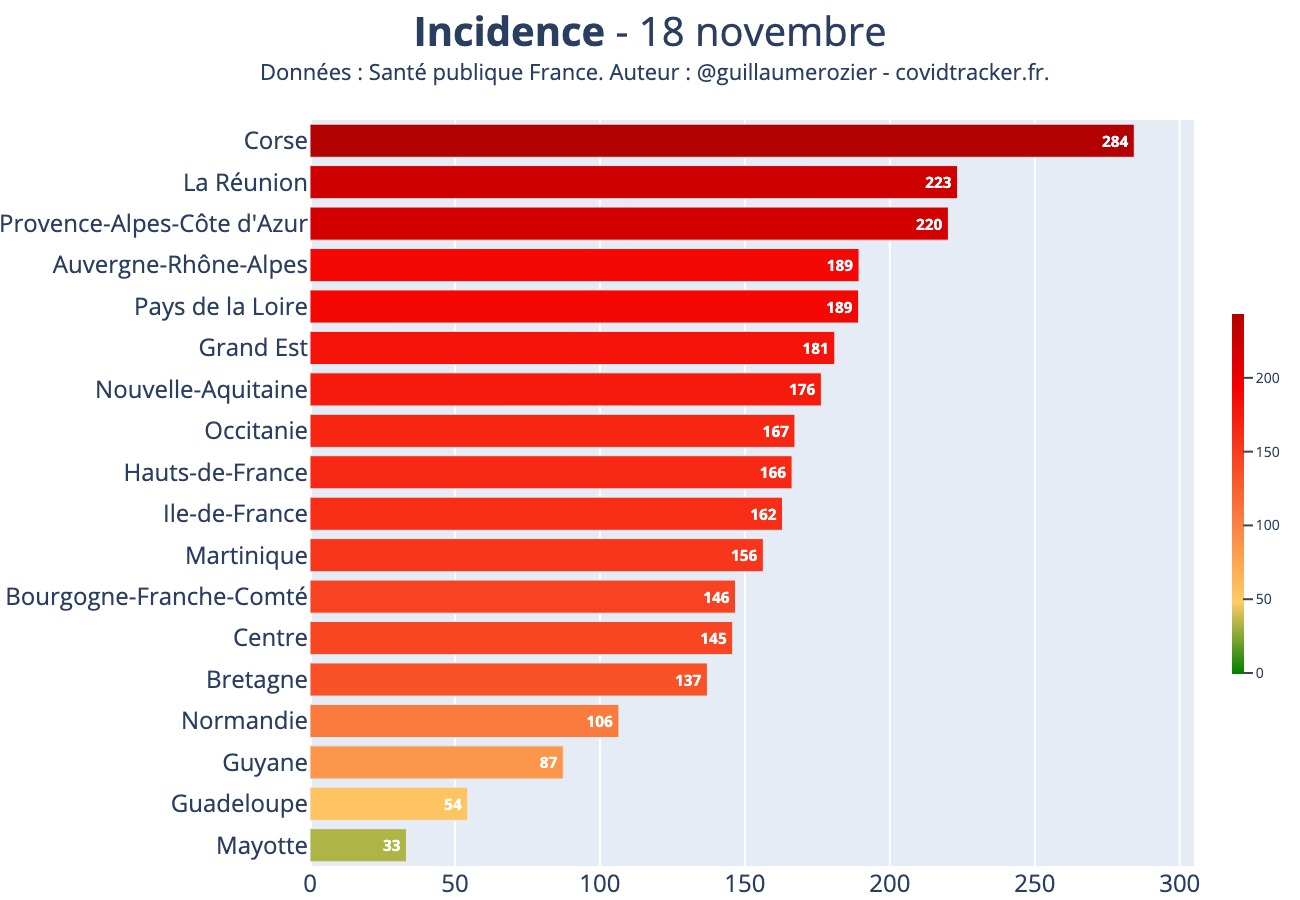 Incidence - 18 novembre
Données : Santé publique France. Auteur : @guillaumerozier - covidtracker.fr.
Corse 284
La Réunion 223
Provence-Alpes-Côte d'Azur 220
Auvergne-Rhône-Alpes 189
Pays de la Loire 189
Grand Est 181
Nouvelle-Aquitaine 176
Occitanie 167
Hauts-de-France 166
Ile-de-France 162
Martinique 156
Bourgogne-Franche-Comté 146
Centre 145
Bretagne 137
Normandie 106
Guyane 87
Guadeloupe 54
Mayotte 33
0 50 100 150 200 250 300
200
150
100
50
0